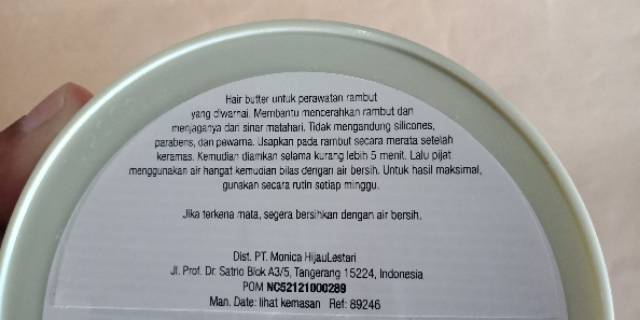 Hair butter untuk perawatan rambut
yang diwarnai. Membantu mencerahkan rambut dan
menjaganya dari sinar matahari. Tidak mengandung silicones,
parabens, dan pewarna. Usapkan pada rambut secara merata setelah
keramas. Kemudian diamkan selama kurang lebih 5 menit. Lalu pijat
menggunakan air hangat kemudian bilas dengan air bersih. Untuk hasil maksimal,
gunakan secara rutin setiap minggu.
Jika terkena mata, segera bersihkan dengan air bersih.
Dist. PT. Monica HijauLestari
Jl. Prof. Dr. Satrio Blok A3/5, Tangerang 15224, Indonesia
POM NC52121000289
Man. Date: lihat kemasan Ref: 89246